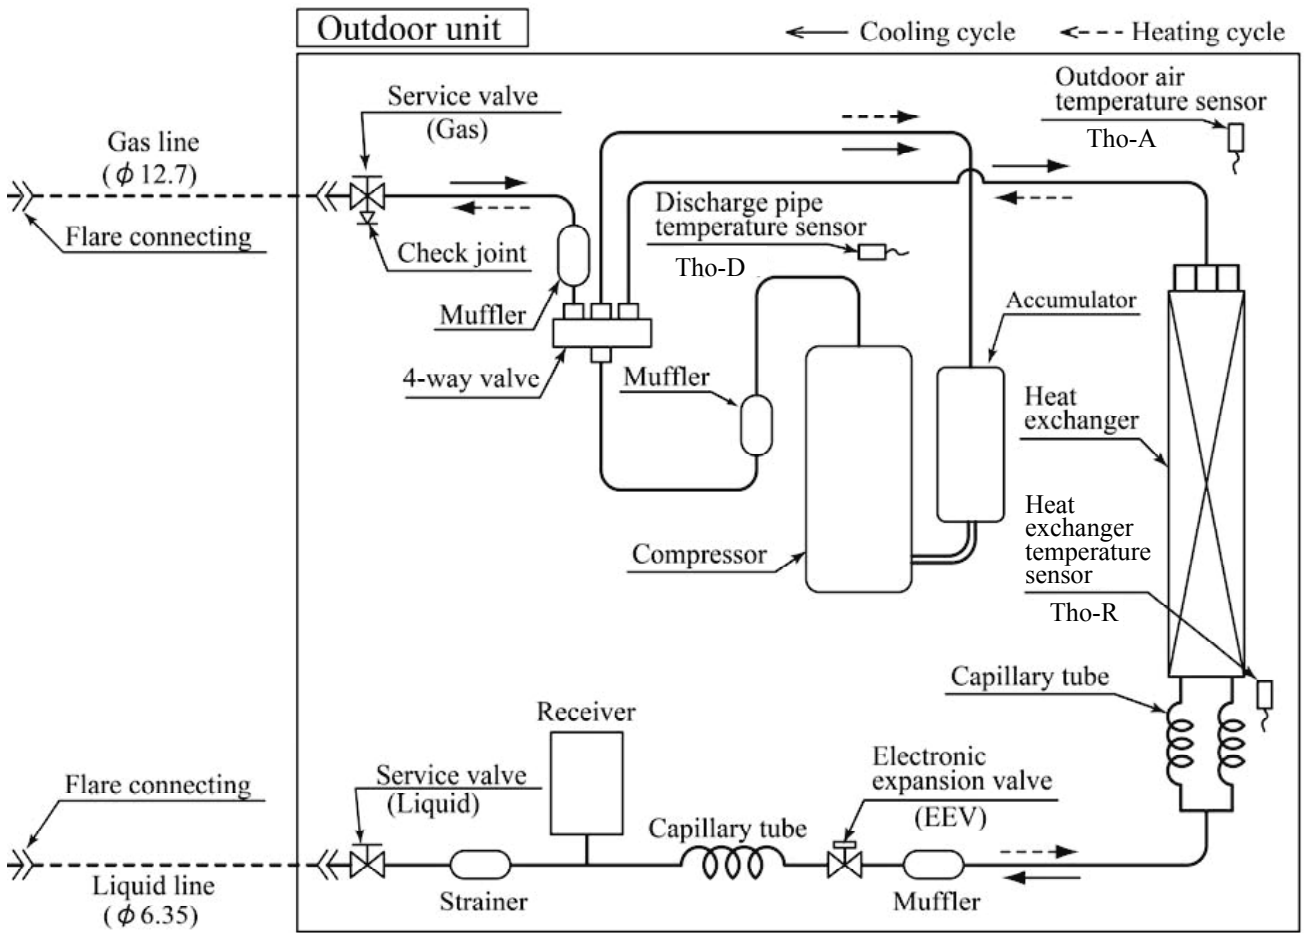 Outdoor unit
Cooling cycle
Heating cycle
Service valve
(Gas)
Outdoor air
temperature sensor
Tho-A
Gas line
(ϕ12.7)
Flare connecting
Check joint
Discharge pipe
temperature sensor
Tho-D
Muffler
Accumulator
4-way valve
Muffler
Heat
exchanger
Compressor
Heat
exchanger
temperature
sensor
Tho-R
Capillary tube
Receiver
Flare connecting
Service valve
(Liquid)
Electronic
expansion valve
(EEV)
Capillary tube
Liquid line
(ϕ6.35)
Strainer
Muffler